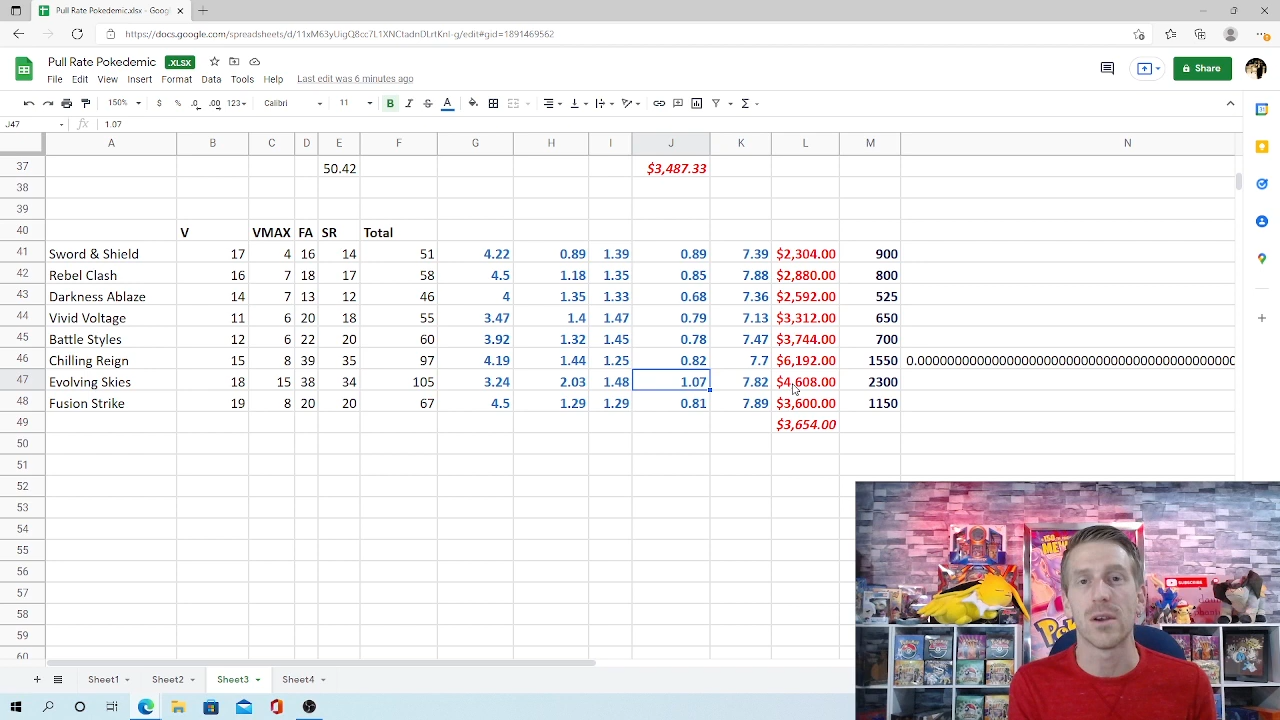 Pull Rate Pokedemic.xlsx - Goog
https://docs.google.com/spreadsheets/d/11xM63yUigQ8cc7L1XNCtadnDLrtKnI-g/edit#gid=1891469562
Pull Rate Pokedemic .XLSX
File Edit View Insert Format Data Tools Help Last edit was 6 minutes ago
Share
150% $ % .0 .00 123 Calibri 11 B I S A
J47 fx 1.07
A B C D E F G H I J K L M N
37 50.42 $3,487.33
38
39
40 V VMAX FA SR Total
41 Sword & Shield 17 4 16 14 51 4.22 0.89 1.39 0.89 7.39 $2,304.00 900
42 Rebel Clash 16 7 18 17 58 4.5 1.18 1.35 0.85 7.88 $2,880.00 800
43 Darkness Ablaze 14 7 13 12 46 4 1.35 1.33 0.68 7.36 $2,592.00 525
44 Vivid Voltage 11 6 20 18 55 3.47 1.4 1.47 0.79 7.13 $3,312.00 650
45 Battle Styles 12 6 22 20 60 3.92 1.32 1.45 0.78 7.47 $3,744.00 700
46 Chilling Reign 15 8 39 35 97 4.19 1.44 1.25 0.82 7.7 $6,192.00 1550
47 Evolving Skies 18 15 38 34 105 3.24 2.03 1.48 1.07 7.82 $4,608.00 2300
48 Fusion Strike 19 8 20 20 67 4.5 1.29 1.29 0.81 7.89 $3,600.00 1150
49 $3,654.00
50
51
52
53
54
55
56
57
58
59
60
Sheet1 Sheet2 Sheet3 Sheet4
SUBSCRIBE